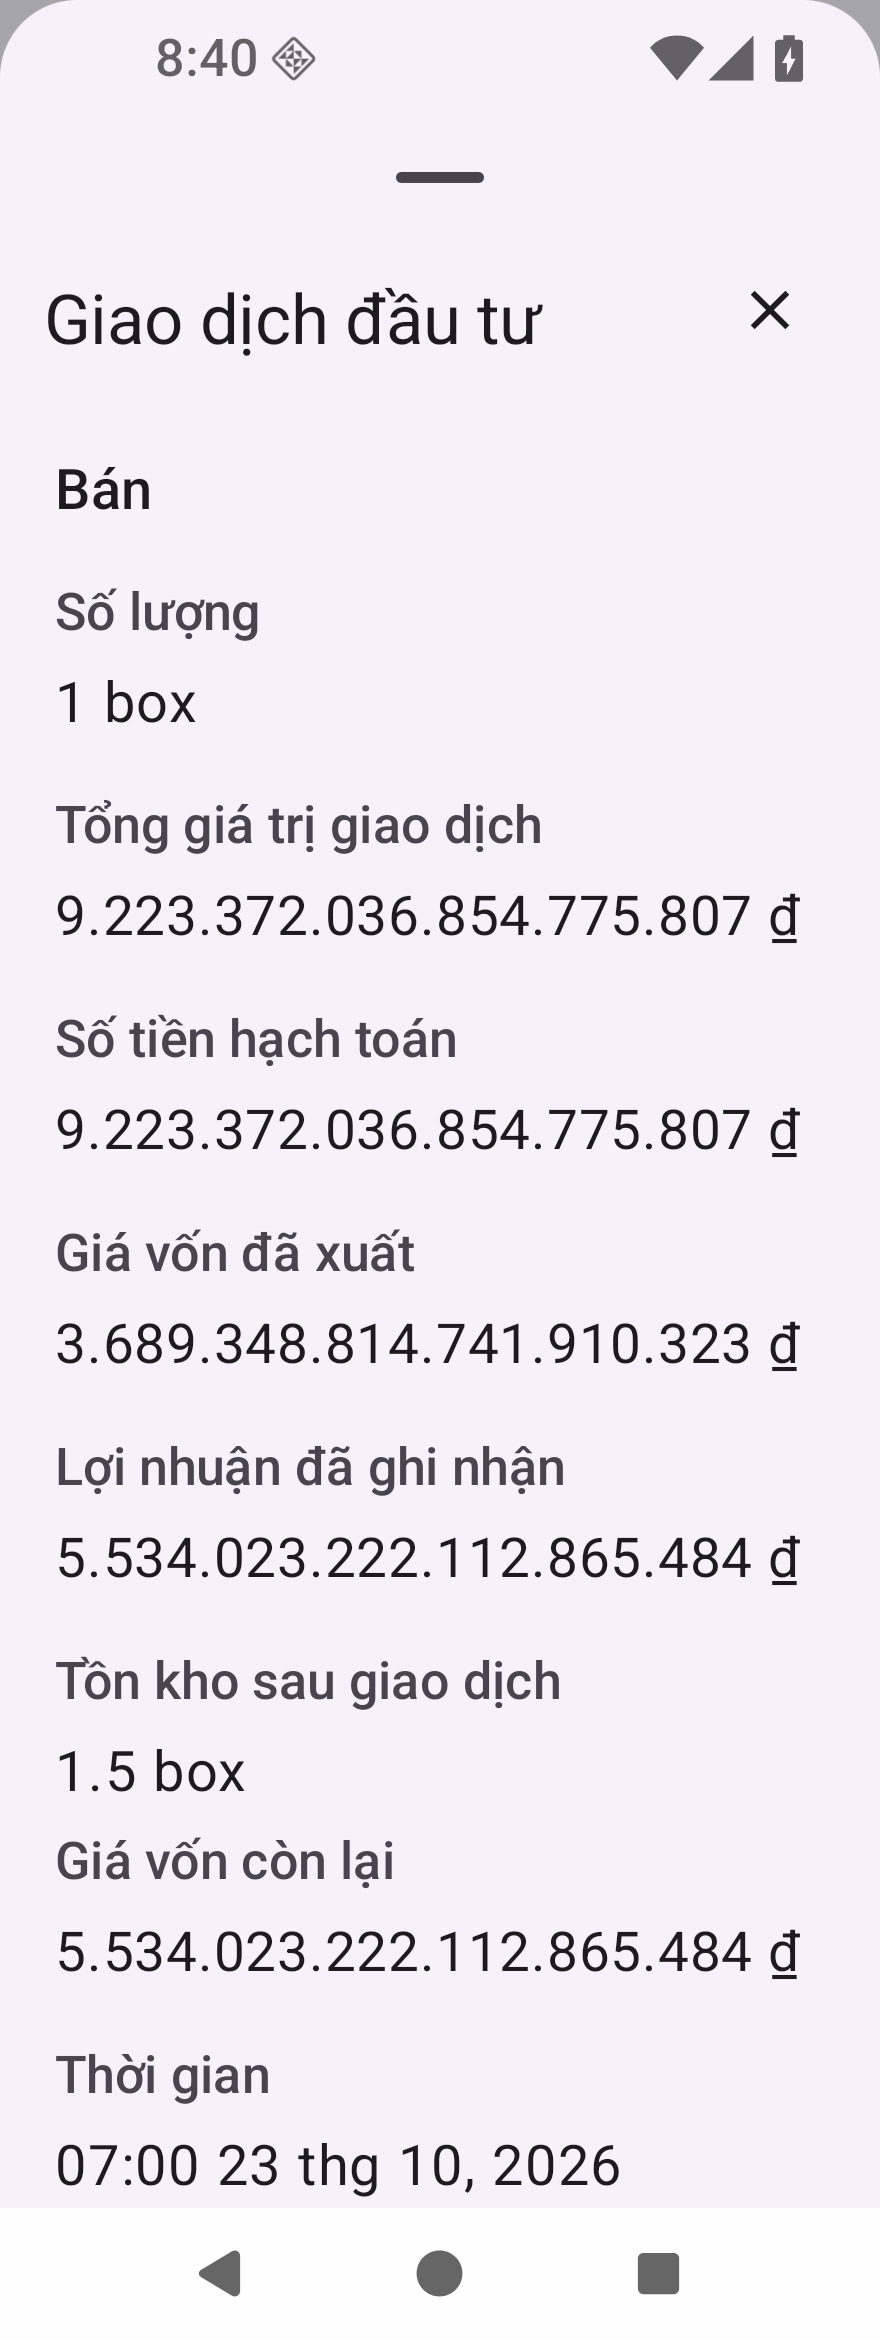 8:40
Giao dịch đầu tư
Bán
Số lượng
1 box
Tổng giá trị giao dịch
9.223.372.036.854.775.807 ₫
Số tiền hạch toán
9.223.372.036.854.775.807 ₫
Giá vốn đã xuất
3.689.348.814.741.910.323 ₫
Lợi nhuận đã ghi nhận
5.534.023.222.112.865.484 ₫
Tồn kho sau giao dịch
1.5 box
Giá vốn còn lại
5.534.023.222.112.865.484 ₫
Thời gian
07:00 23 thg 10, 2026